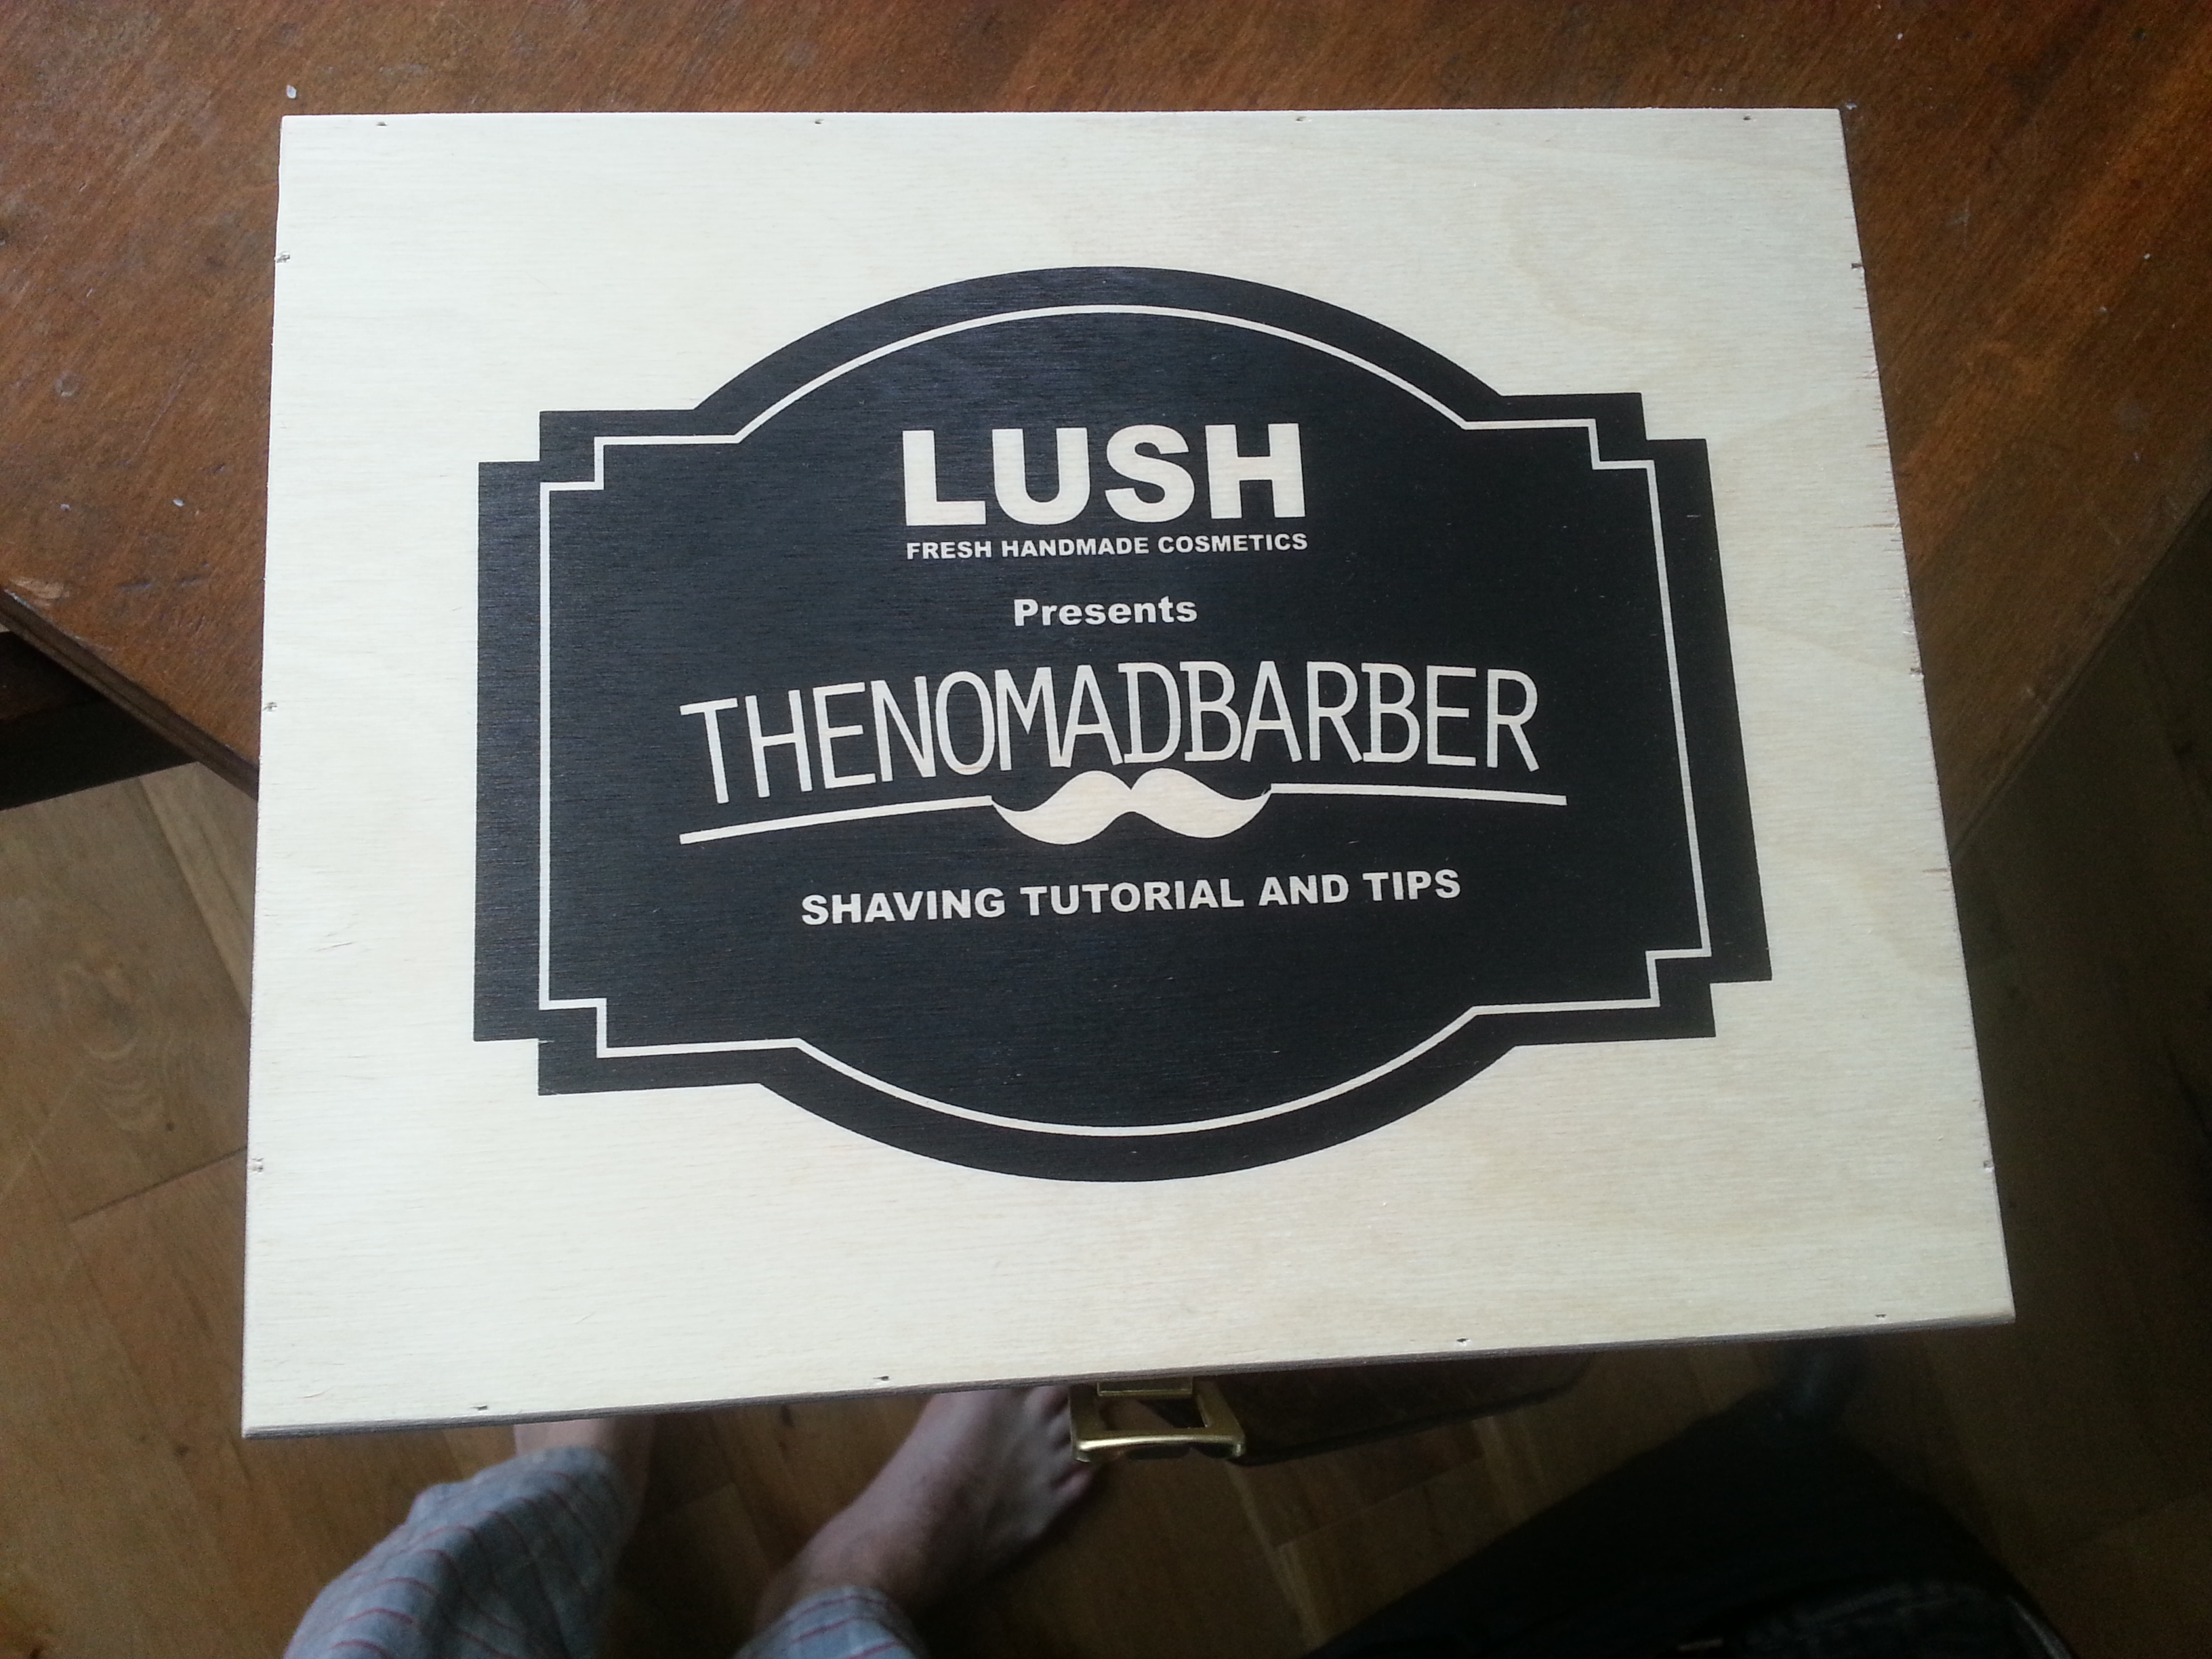 LUSH
FRESH HANDMADE COSMETICS
Presents
THENOMADBARBER
SHAVING TUTORIAL AND TIPS